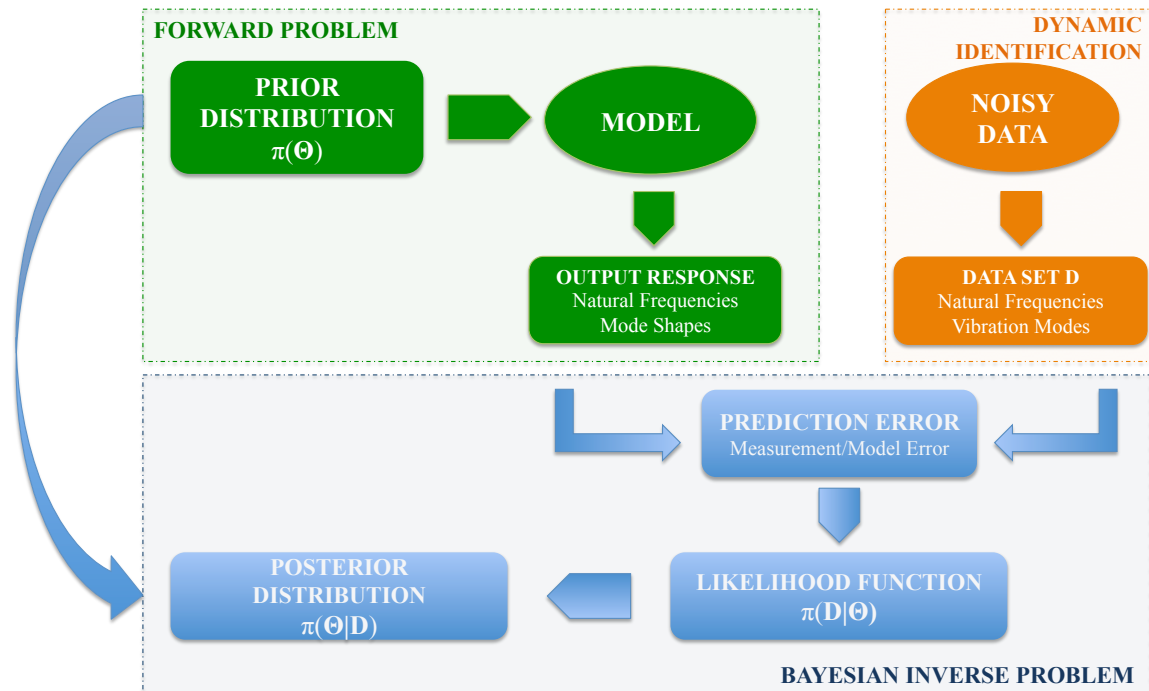 FORWARD PROBLEM
PRIOR
DISTRIBUTION
π(Θ)
MODEL
OUTPUT RESPONSE
Natural Frequencies
Mode Shapes
DYNAMIC
IDENTIFICATION
NOISY
DATA
DATA SET D
Natural Frequencies
Vibration Modes
PREDICTION ERROR
Measurement/Model Error
LIKELIHOOD FUNCTION
π(D|Θ)
POSTERIOR
DISTRIBUTION
π(Θ|D)
BAYESIAN INVERSE PROBLEM